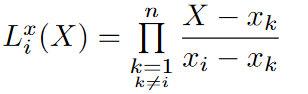 L_i^x(X) = \prod_{\substack{k=1 \\ k \neq i}}^{n} \frac{X - x_k}{x_i - x_k}